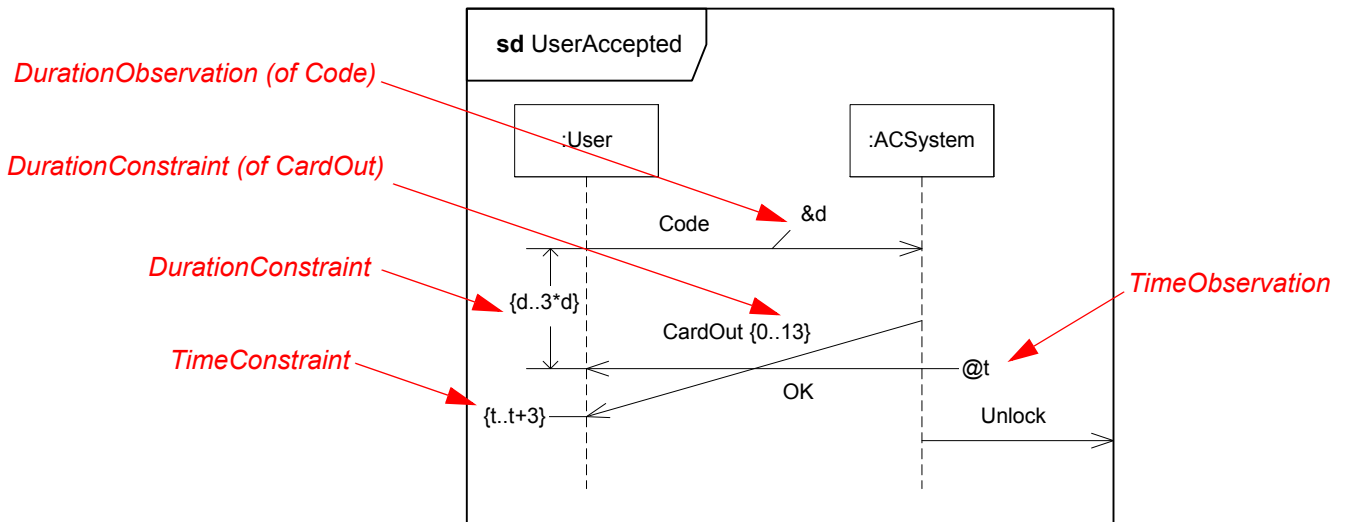 sd UserAccepted
DurationObservation (of Code)
:User
:ACSystem
DurationConstraint (of CardOut)
&d
Code
DurationConstraint
TimeObservation
{d..3*d}
CardOut {0..13}
TimeConstraint
@t
OK
{t..t+3}
Unlock